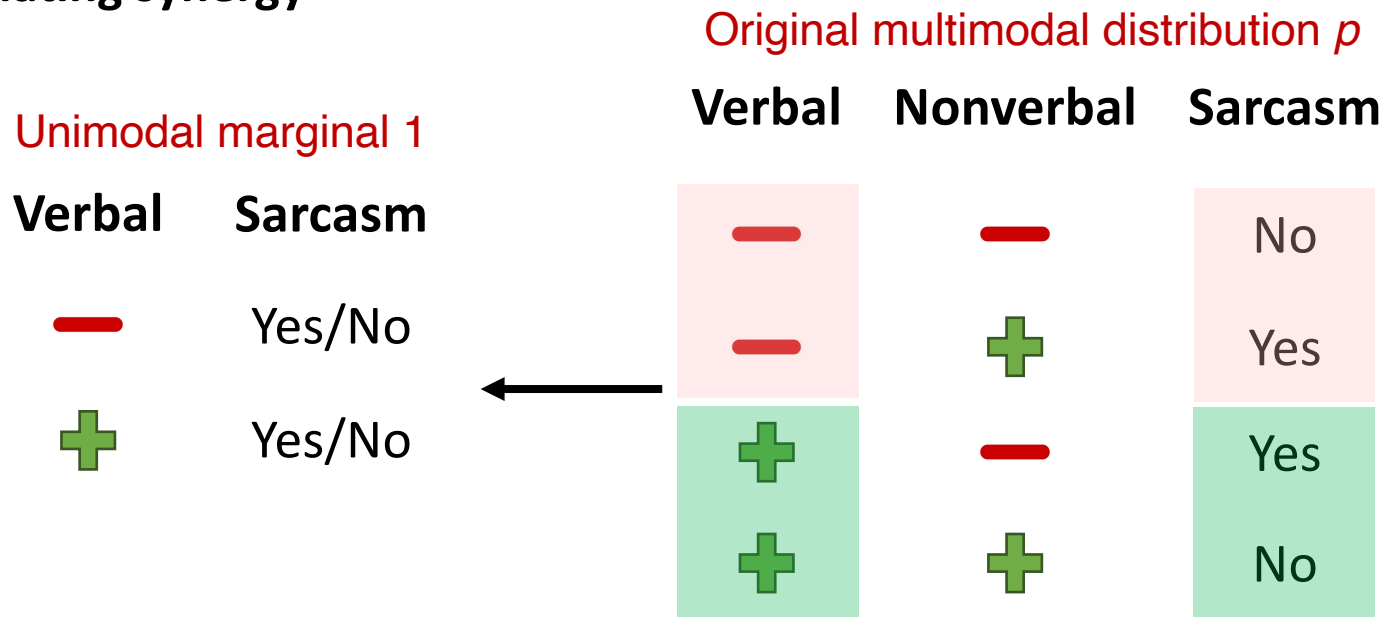 synergy
Original multimodal distribution p
Verbal Nonverbal Sarcasm
Unimodal marginal 1
Verbal Sarcasm
No
Yes/No
Yes
Yes/No
Yes
No